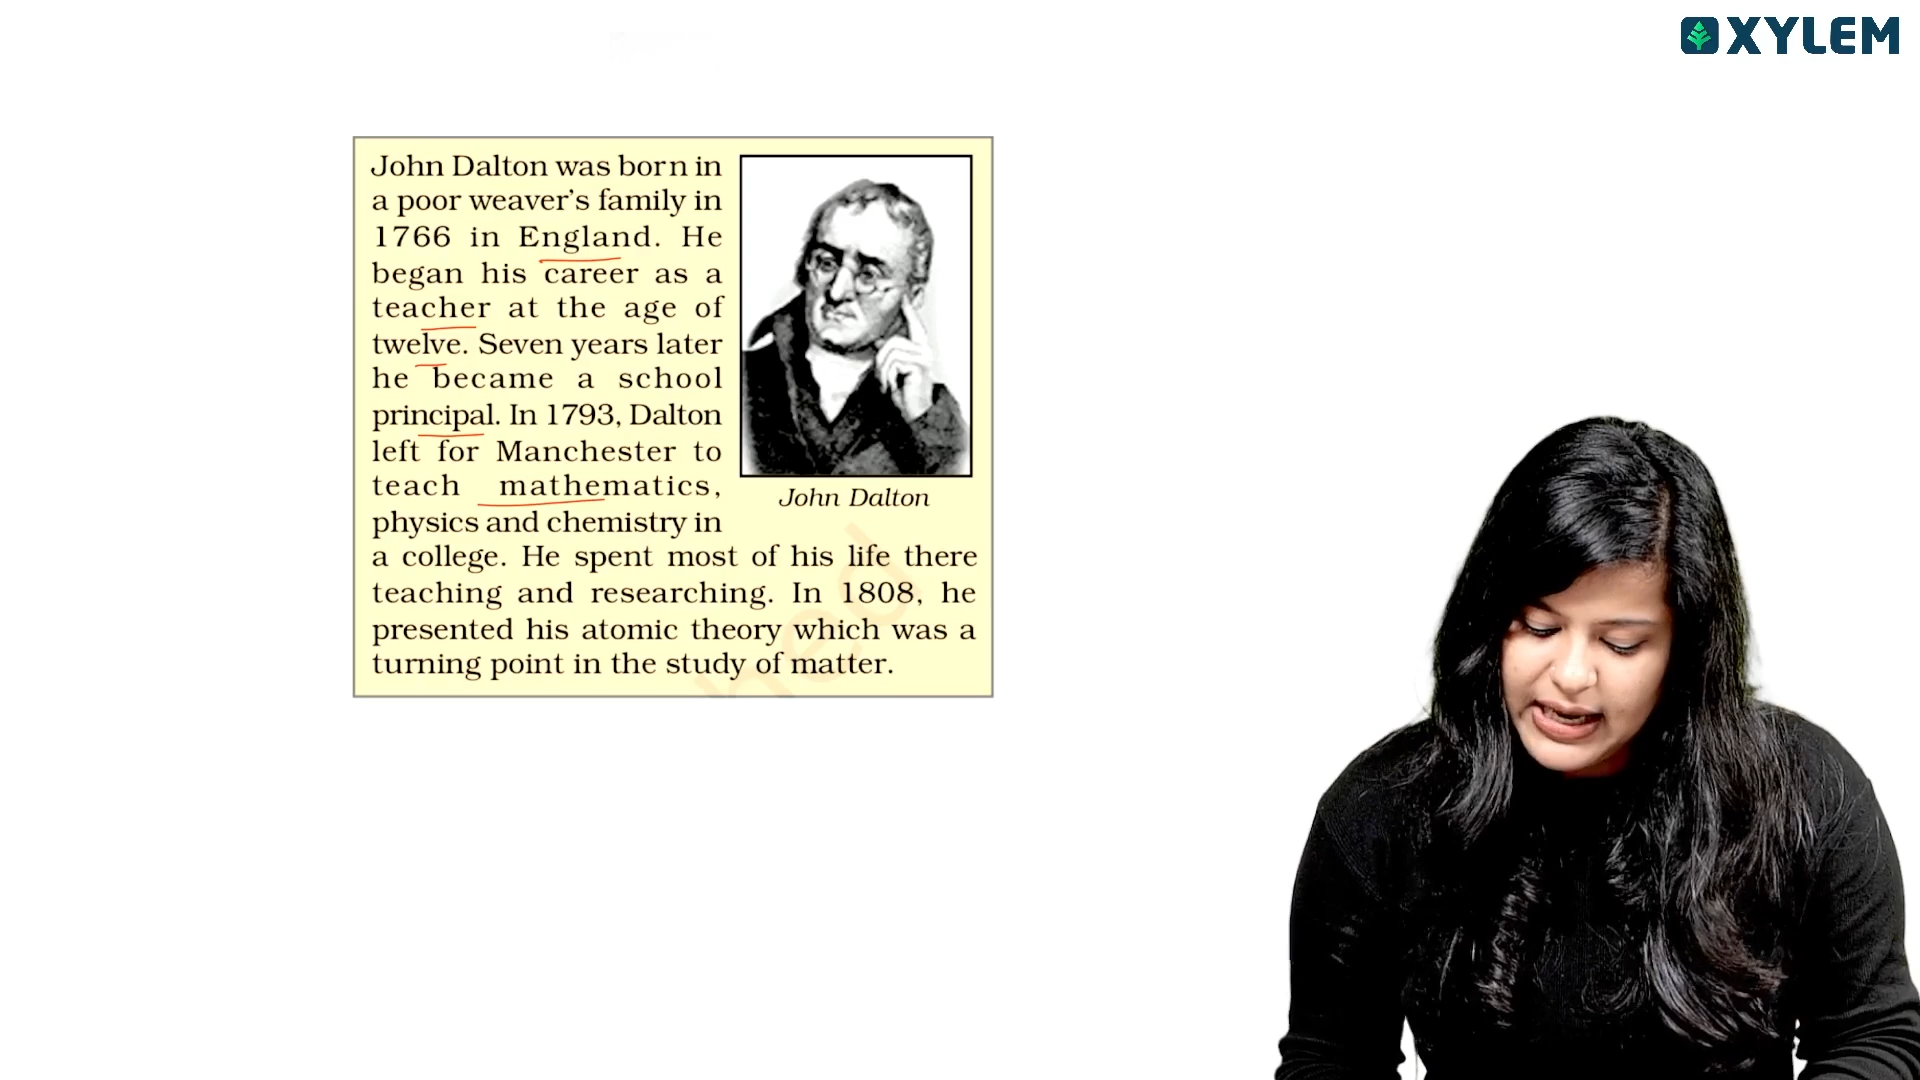 XYLEM
John Dalton was born in
a poor weaver's family in
1766 in England. He
began his career as a
teacher at the age of
twelve. Seven years later
he became a school
principal. In 1793, Dalton
left for Manchester to
teach mathematics,
physics and chemistry in
a college. He spent most of his life there
teaching and researching. In 1808, he
presented his atomic theory which was a
turning point in the study of matter.
John Dalton
hed